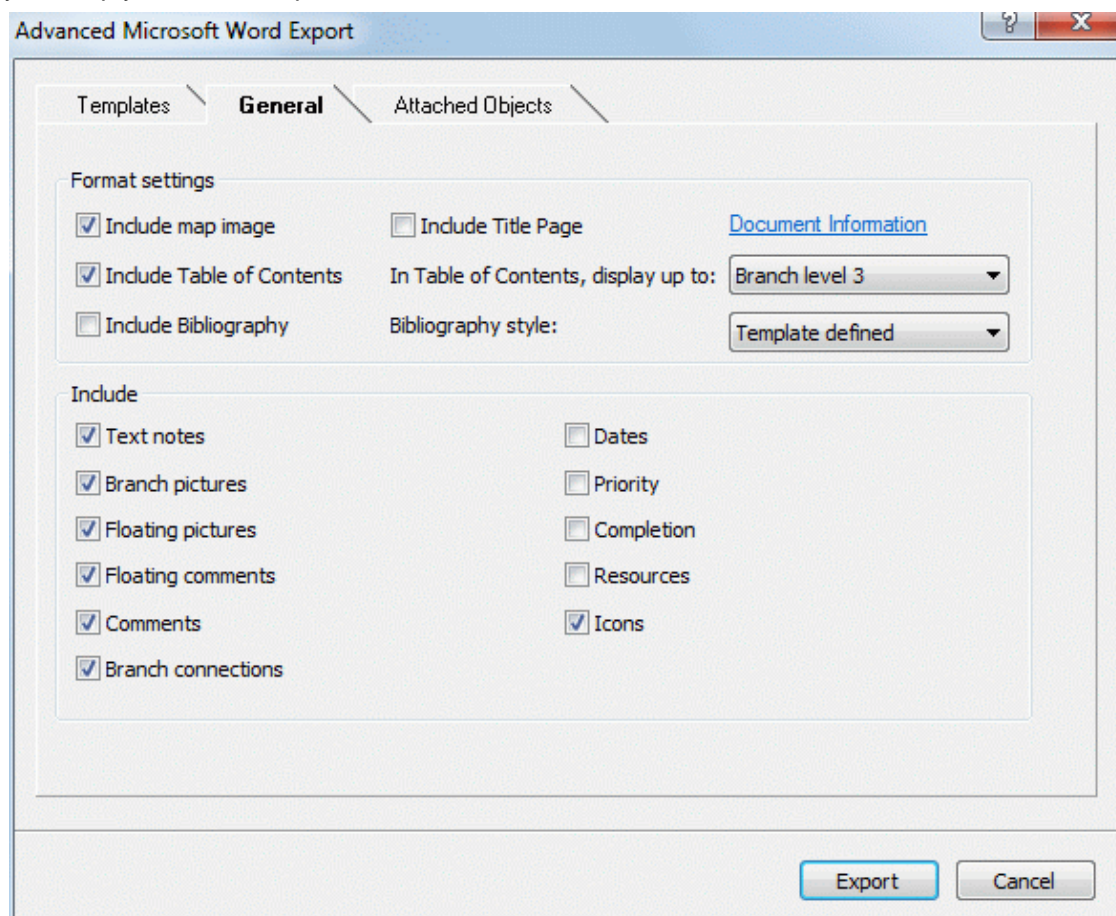 Advanced Microsoft Word Export
Templates General Attached Objects
Format settings
Include map image Include Title Page Document Information
Include Table of Contents In Table of Contents, display up to: Branch level 3
Include Bibliography Bibliography style: Template defined
Include
Text notes Dates
Branch pictures Priority
Floating pictures Completion
Floating comments Resources
Comments Icons
Branch connections
Export Cancel